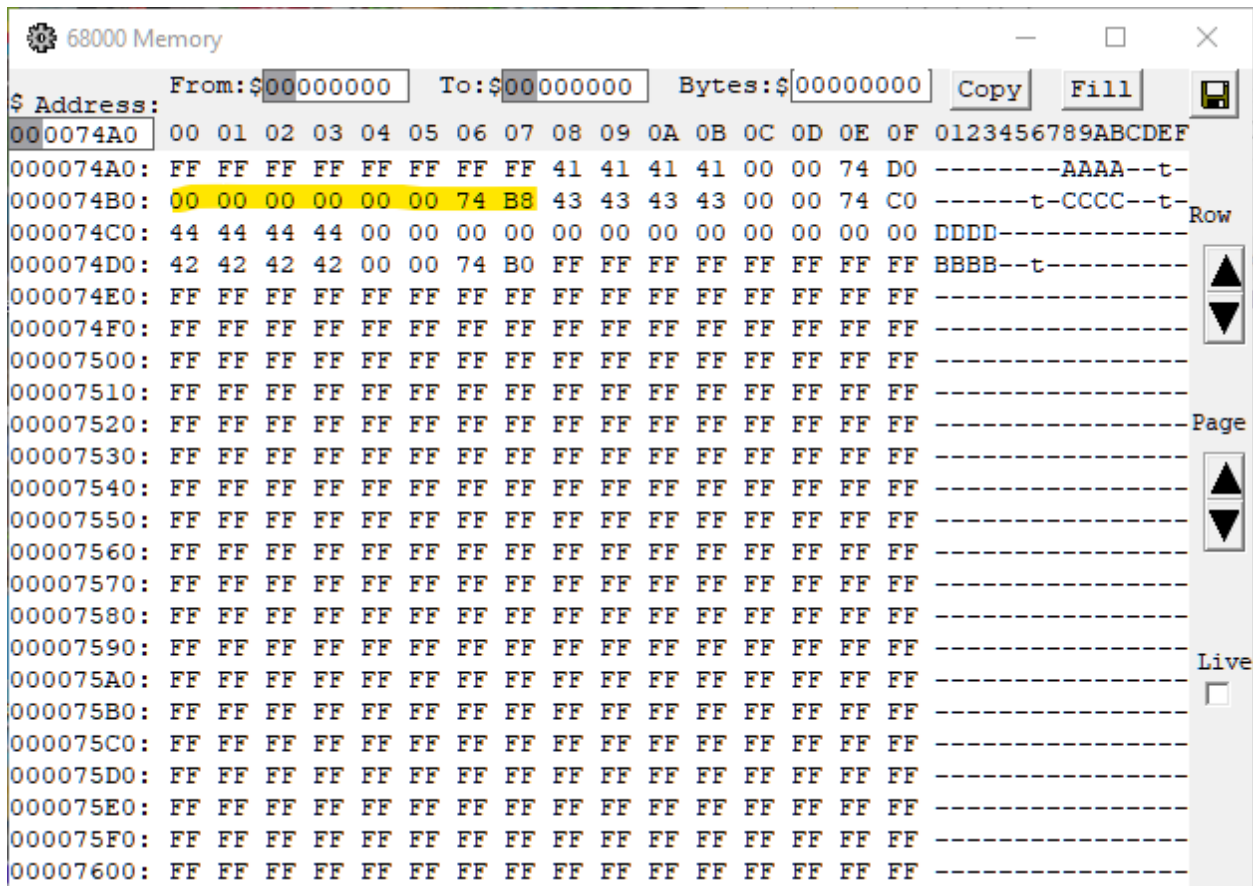 68000 Memory
From:$00000000 To:$00000000 Bytes:$00000000 Copy Fill
$ Address:
000074A0 00 01 02 03 04 05 06 07 08 09 0A 0B 0C 0D 0E 0F 0123456789ABCDEF
000074A0: FF FF FF FF FF FF FF FF 41 41 41 41 00 00 74 D0 --------AAAA--t-
000074B0: 00 00 00 00 00 00 74 B8 43 43 43 43 00 00 74 C0 ------t-CCCC--t-
Row
000074C0: 44 44 44 44 00 00 00 00 00 00 00 00 00 00 00 00 DDDD------------
000074D0: 42 42 42 42 00 00 74 B0 FF FF FF FF FF FF FF FF BBBB--t---------
000074E0: FF FF FF FF FF FF FF FF FF FF FF FF FF FF FF FF ----------------
000074F0: FF FF FF FF FF FF FF FF FF FF FF FF FF FF FF FF ----------------
00007500: FF FF FF FF FF FF FF FF FF FF FF FF FF FF FF FF ----------------
00007510: FF FF FF FF FF FF FF FF FF FF FF FF FF FF FF FF ----------------
00007520: FF FF FF FF FF FF FF FF FF FF FF FF FF FF FF FF ---------------- Page
00007530: FF FF FF FF FF FF FF FF FF FF FF FF FF FF FF FF ----------------
00007540: FF FF FF FF FF FF FF FF FF FF FF FF FF FF FF FF ----------------
00007550: FF FF FF FF FF FF FF FF FF FF FF FF FF FF FF FF ----------------
00007560: FF FF FF FF FF FF FF FF FF FF FF FF FF FF FF FF ----------------
00007570: FF FF FF FF FF FF FF FF FF FF FF FF FF FF FF FF ----------------
00007580: FF FF FF FF FF FF FF FF FF FF FF FF FF FF FF FF ----------------
00007590: FF FF FF FF FF FF FF FF FF FF FF FF FF FF FF FF ----------------
Live
000075A0: FF FF FF FF FF FF FF FF FF FF FF FF FF FF FF FF ----------------
000075B0: FF FF FF FF FF FF FF FF FF FF FF FF FF FF FF FF ----------------
000075C0: FF FF FF FF FF FF FF FF FF FF FF FF FF FF FF FF ----------------
000075D0: FF FF FF FF FF FF FF FF FF FF FF FF FF FF FF FF ----------------
000075E0: FF FF FF FF FF FF FF FF FF FF FF FF FF FF FF FF ----------------
000075F0: FF FF FF FF FF FF FF FF FF FF FF FF FF FF FF FF ----------------
00007600: FF FF FF FF FF FF FF FF FF FF FF FF FF FF FF FF ----------------